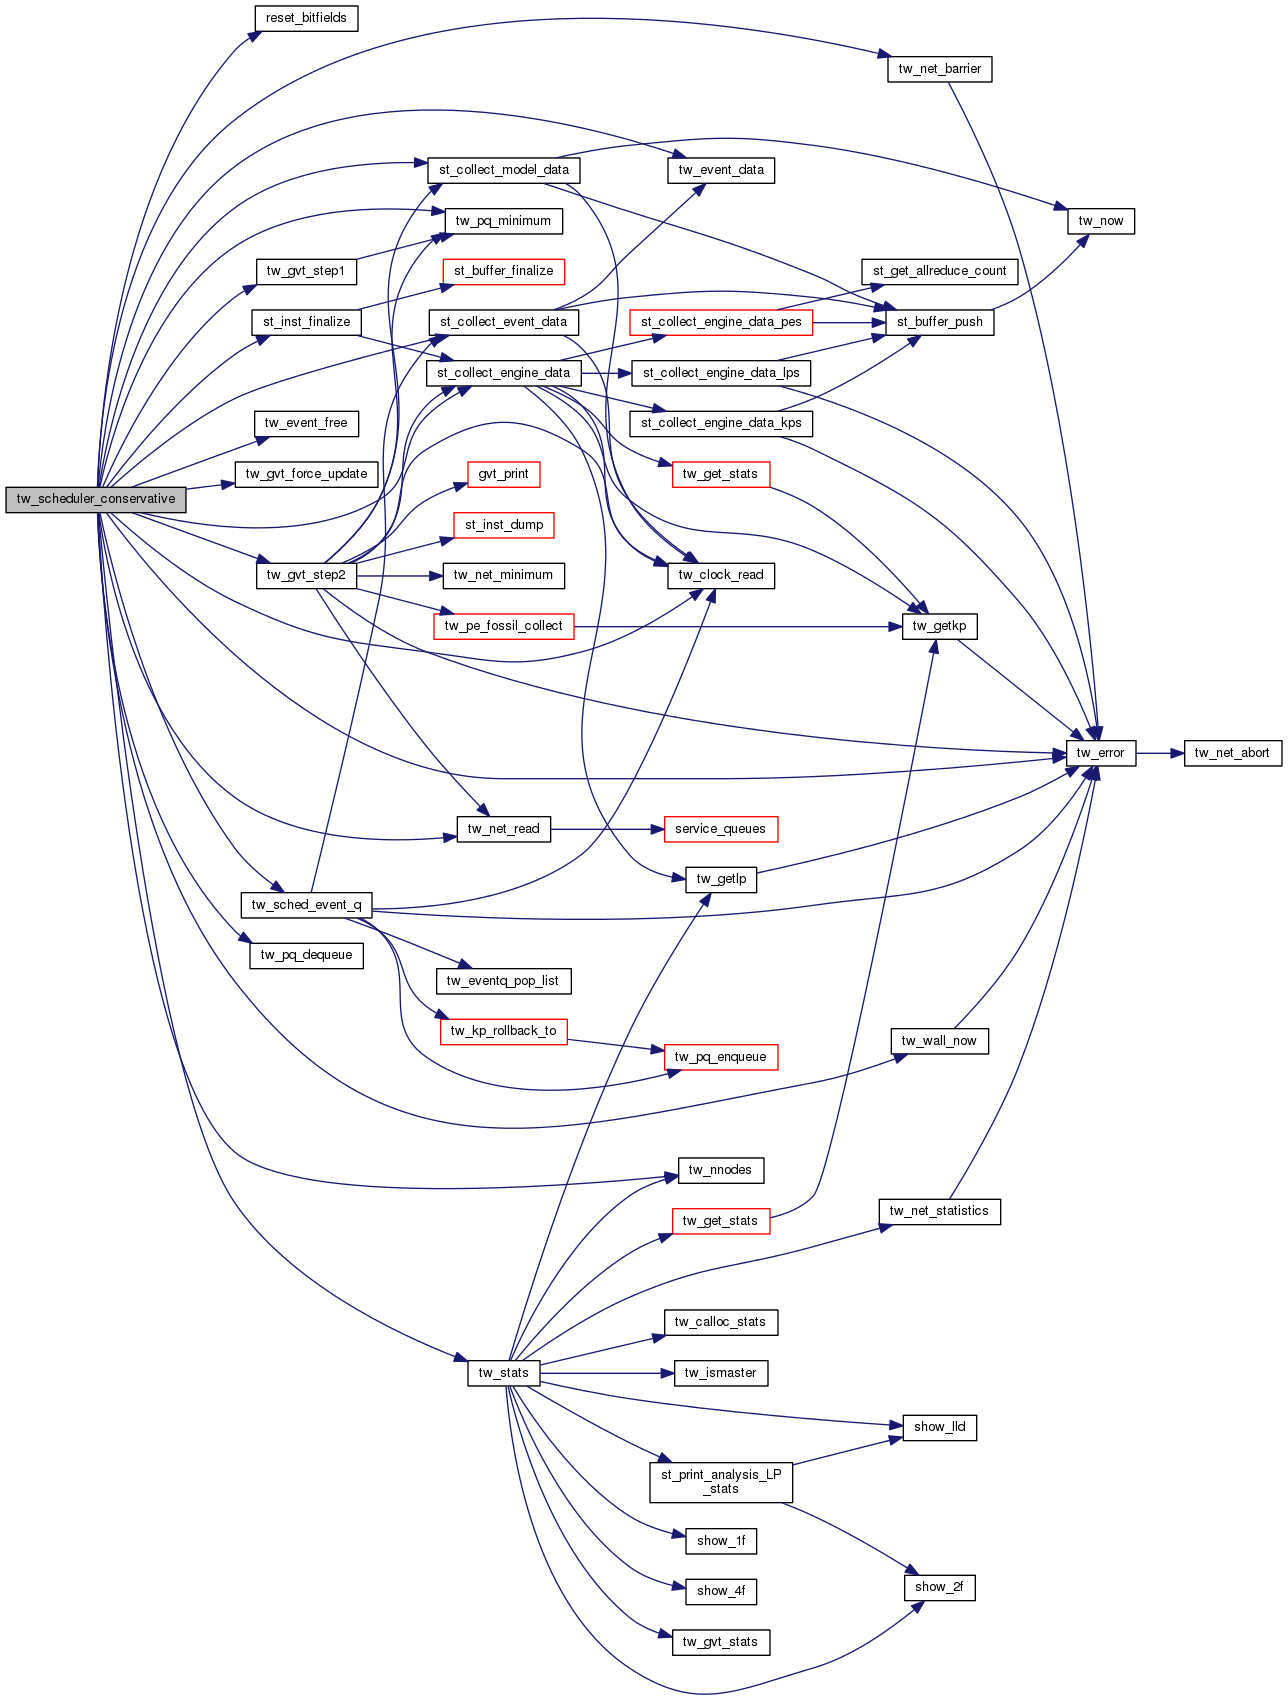 reset_bitfields
tw_net_barrier
st_collect_model_data
tw_event_data
tw_pq_minimum
tw_now
tw_gvt_step1
st_buffer_finalize
st_get_allreduce_count
st_inst_finalize
st_collect_event_data
st_collect_engine_data_pes
st_buffer_push
st_collect_engine_data
st_collect_engine_data_lps
tw_event_free
st_collect_engine_data_kps
tw_gvt_force_update
gvt_print
tw_get_stats
tw_scheduler_conservative
st_inst_dump
tw_gvt_step2
tw_net_minimum
tw_clock_read
tw_pe_fossil_collect
tw_getkp
tw_error
tw_net_abort
tw_net_read
service_queues
tw_getlp
tw_sched_event_q
tw_pq_dequeue
tw_eventq_pop_list
tw_kp_rollback_to
tw_wall_now
tw_pq_enqueue
tw_nnodes
tw_get_stats
tw_net_statistics
tw_calloc_stats
tw_stats
tw_ismaster
show_lld
st_print_analysis_LP
_stats
show_1f
show_4f
show_2f
tw_gvt_stats